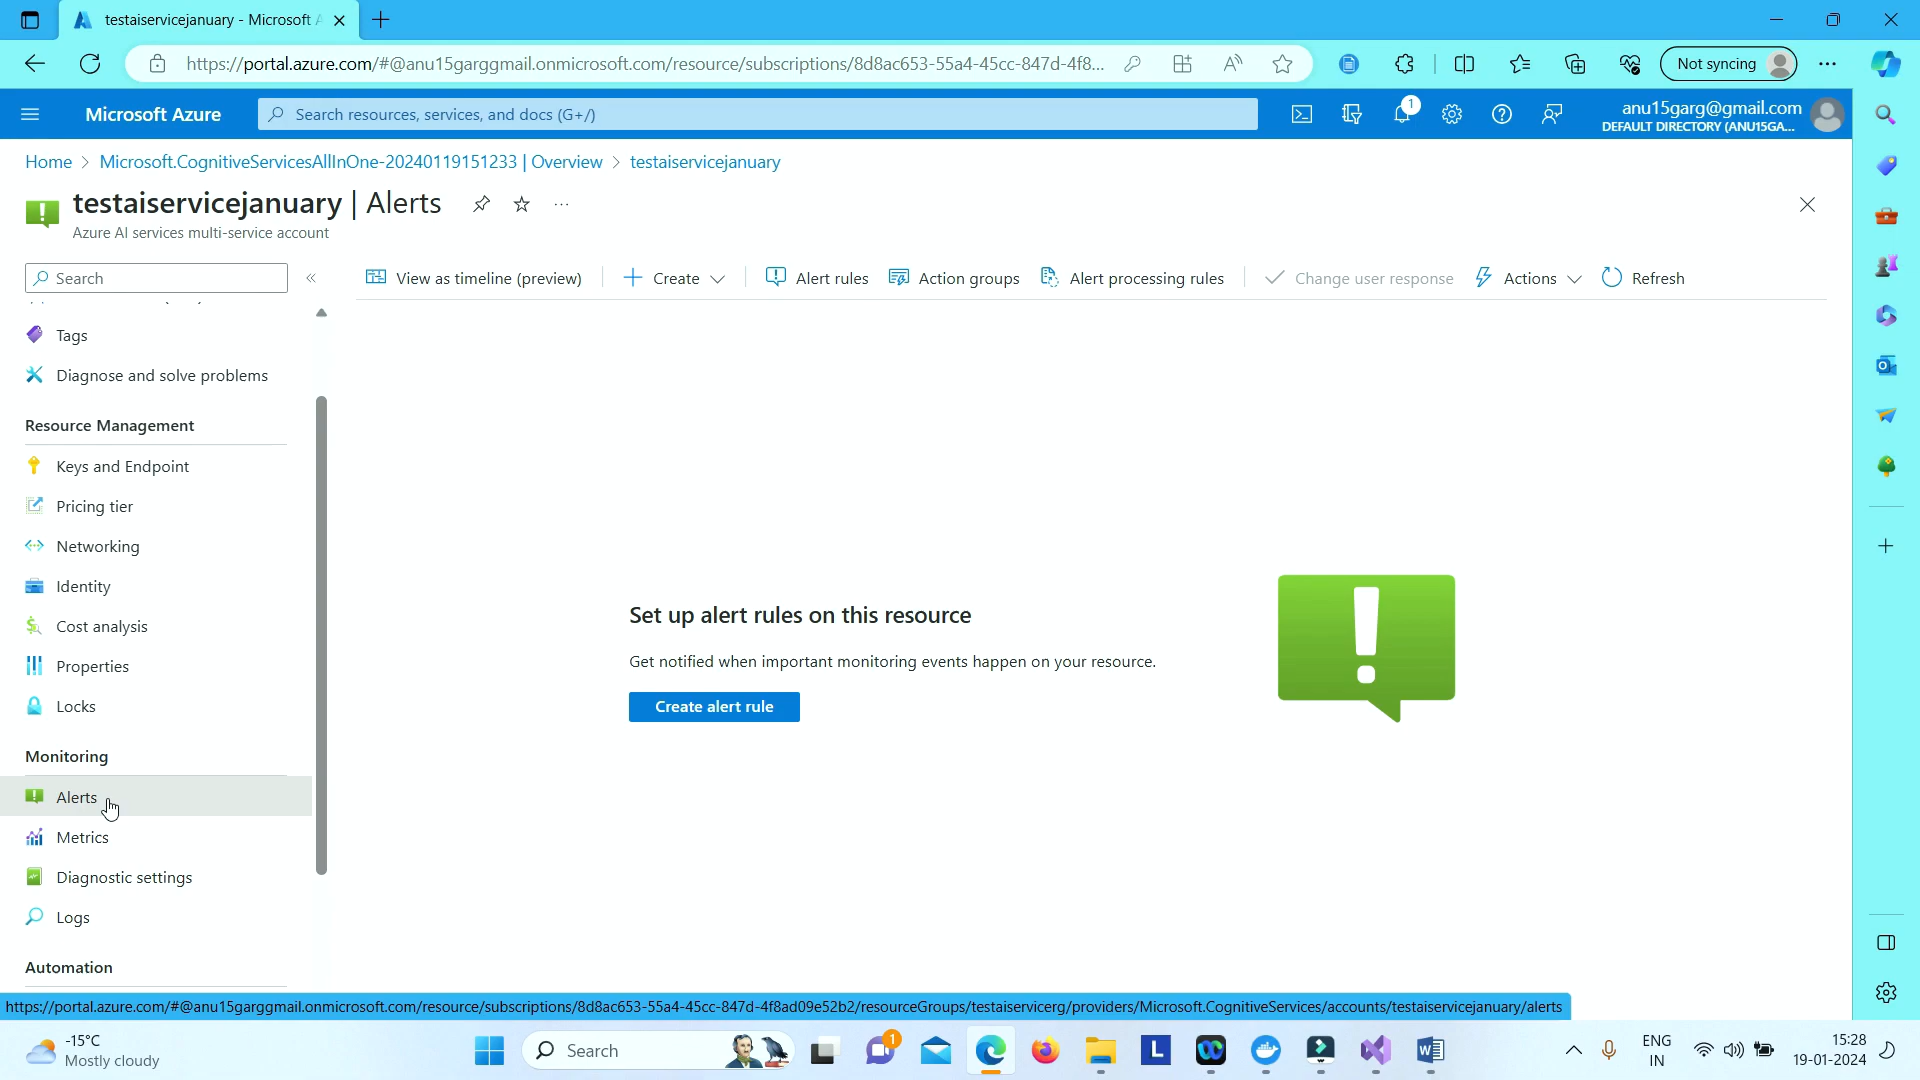 testaiservicejanuary - Microsoft A
https://portal.azure.com/#@anu15garggmail.onmicrosoft.com/resource/subscriptions/8d8ac653-55a4-45cc-847d-4f8...
Not syncing
Microsoft Azure
Search resources, services, and docs (G+/)
1
anu15garg@gmail.com
DEFAULT DIRECTORY (ANU15GA...
Home > Microsoft.CognitiveServicesAllInOne-20240119151233 | Overview > testaiservicejanuary
testaiservicejanuary | Alerts
Azure AI services multi-service account
Search
View as timeline (preview)
Create
Alert rules
Action groups
Alert processing rules
Change user response
Actions
Refresh
Tags
Diagnose and solve problems
Resource Management
Keys and Endpoint
Pricing tier
Networking
Identity
Cost analysis
Properties
Locks
Monitoring
Alerts
Metrics
Diagnostic settings
Logs
Automation
Set up alert rules on this resource
Get notified when important monitoring events happen on your resource.
Create alert rule
https://portal.azure.com/#@anu15garggmail.onmicrosoft.com/resource/subscriptions/8d8ac653-55a4-45cc-847d-4f8ad09e52b2/resourceGroups/testaiservicerg/providers/Microsoft.CognitiveServices/accounts/testaiservicejanuary/alerts
-15°C
Mostly cloudy
Search
1
L
ENG
IN
15:28
19-01-2024